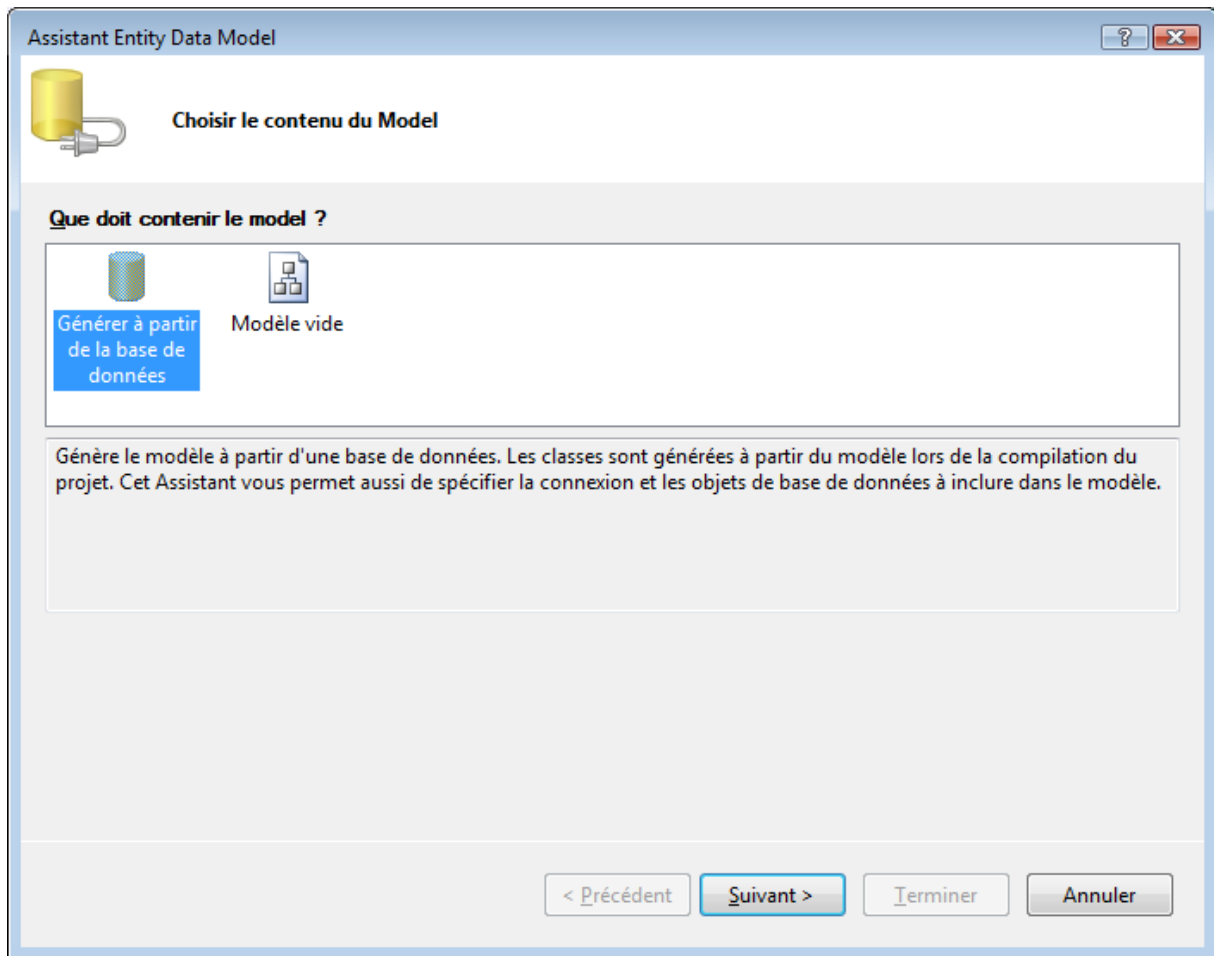 Assistant Entity Data Model
?
Choisir le contenu du Model
Que doit contenir le model ?
Générer à partir
de la base de
données
Modèle vide
Génère le modèle à partir d'une base de données. Les classes sont générées à partir du modèle lors de la compilation du
projet. Cet Assistant vous permet aussi de spécifier la connexion et les objets de base de données à inclure dans le modèle.
< Précédent
Suivant >
Terminer
Annuler